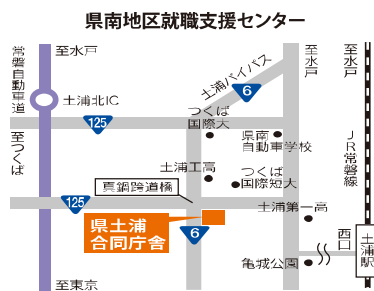 県南地区就職支援センター
常磐自動車道
至つくば
至水戸
土浦北IC
125
土浦バイパス
6
つくば
国際大
県南
自動車学校
至水戸
至水戸
JR常磐線
土浦工高
つくば
国際短大
真鍋跨道橋
125
県土浦
合同庁舎
6
土浦第一高
亀城公園
西口
土浦駅
至東京